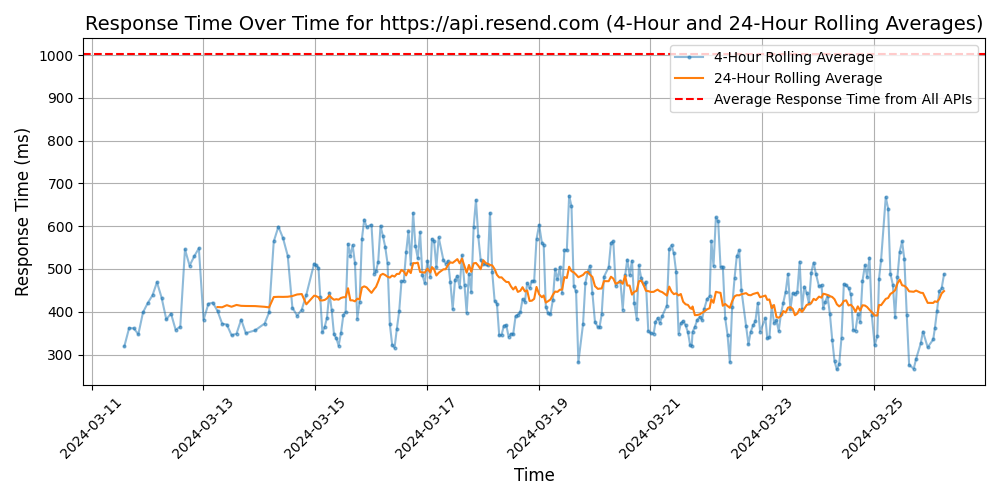 Response Time Over Time for https://api.resend.com (4-Hour and 24-Hour Rolling Averages)
4-Hour Rolling Average
24-Hour Rolling Average
Average Response Time from All APIs
Response Time (ms)
1000
900
800
700
600
500
400
300
2024-03-11
2024-03-13
2024-03-15
2024-03-17
2024-03-19
2024-03-21
2024-03-23
2024-03-25
Time